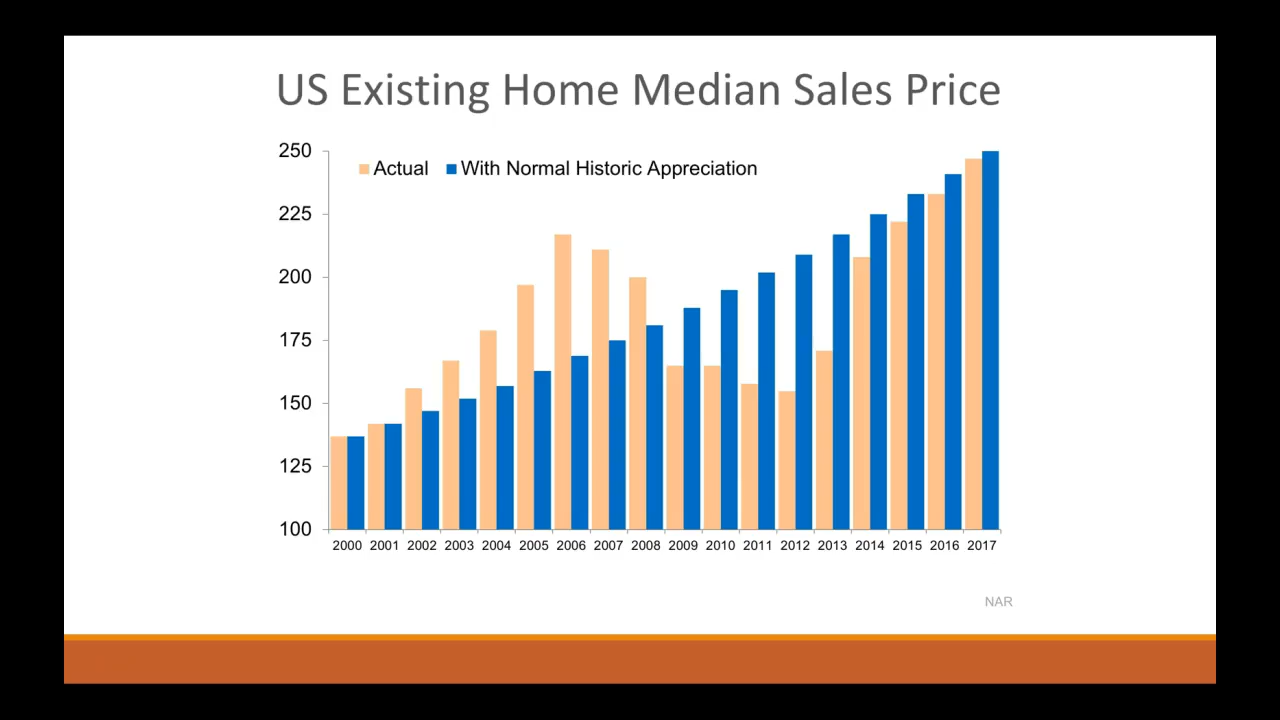 US Existing Home Median Sales Price
Actual With Normal Historic Appreciation
250
225
200
175
150
125
100
2000 2001 2002 2003 2004 2005 2006 2007 2008 2009 2010 2011 2012 2013 2014 2015 2016 2017
NAR